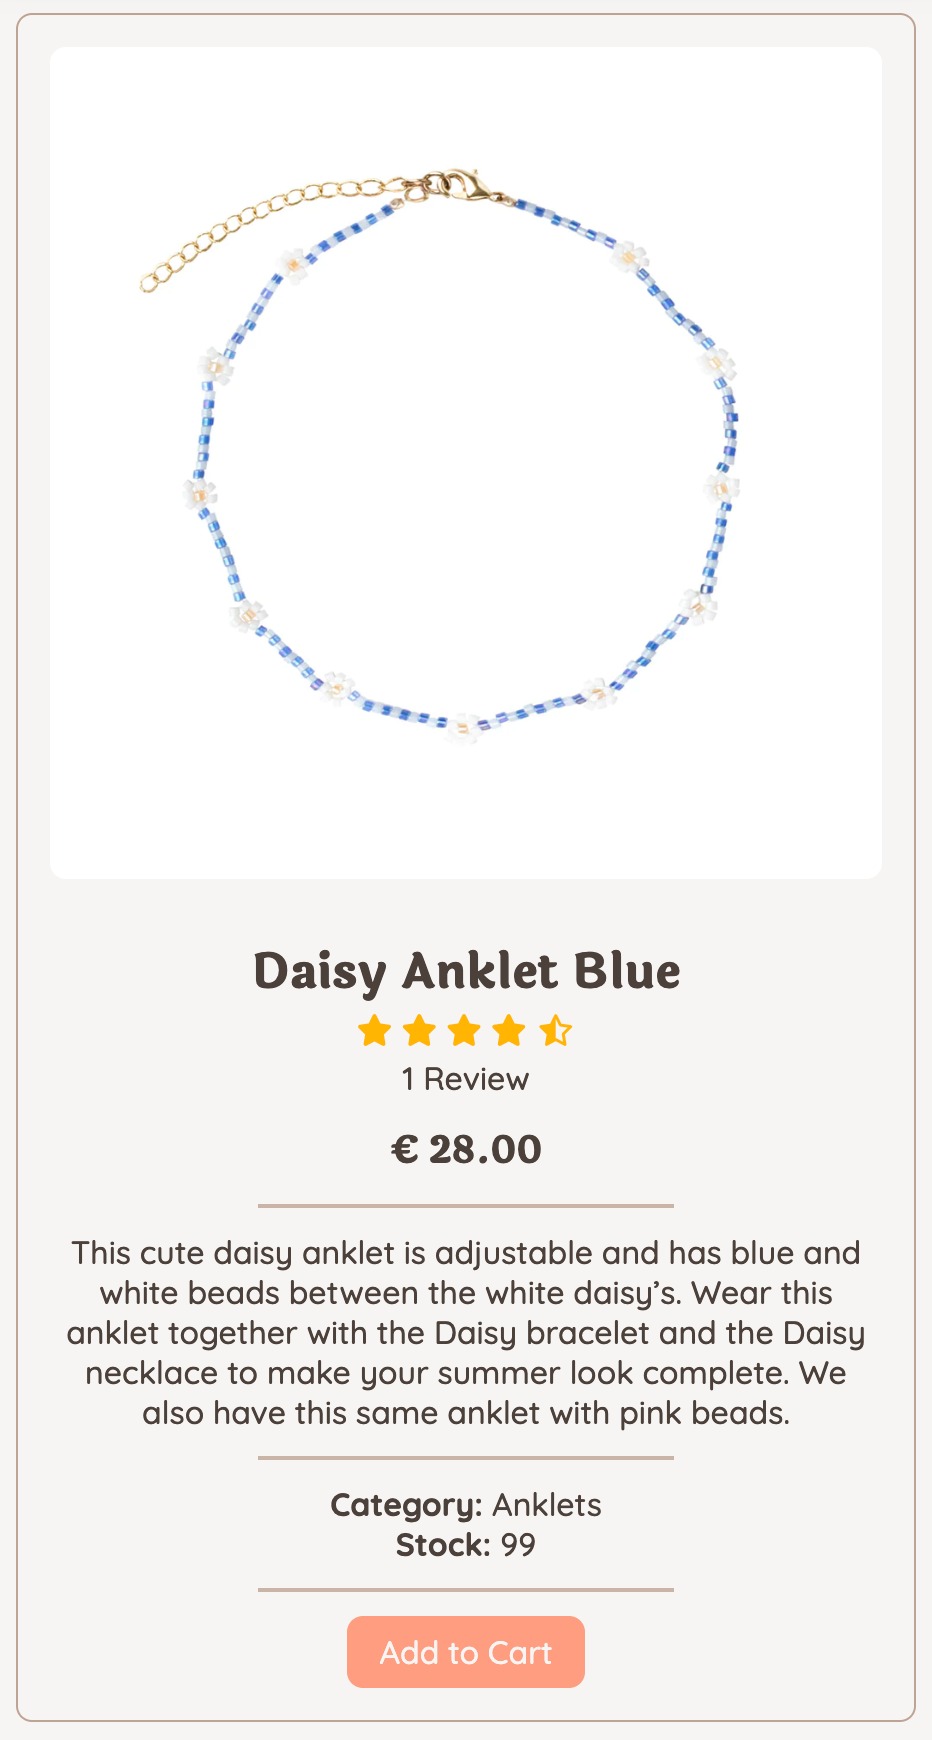 Daisy Anklet Blue
1 Review
€ 28.00
This cute daisy anklet is adjustable and has blue and
white beads between the white daisy’s. Wear this
anklet together with the Daisy bracelet and the Daisy
necklace to make your summer look complete. We
also have this same anklet with pink beads.
Category: Anklets
Stock: 99
Add to Cart